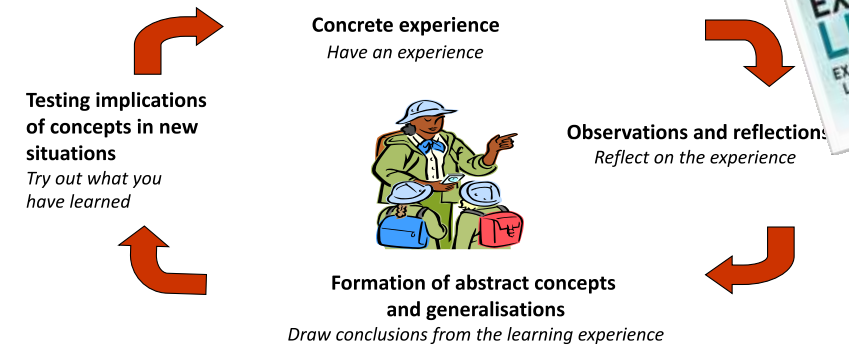 Concrete experience
Have an experience
Testing implications
of concepts in new
situations
Try out what you
have learned
Observations and reflections
Reflect on the experience
Formation of abstract concepts
and generalisations
Draw conclusions from the learning experience